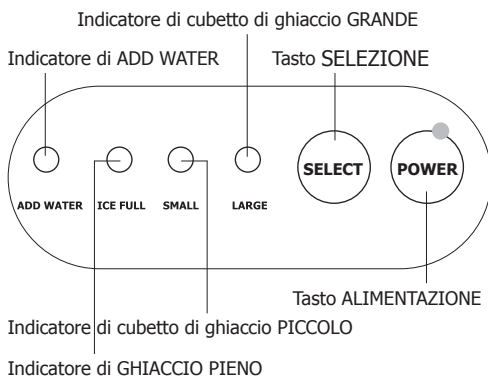 Indicatore di cubetto di ghiaccio GRANDE
Indicatore di ADD WATER
Tasto SELEZIONE
SELECT
POWER
ADD WATER
ICE FULL
SMALL
LARGE
Tasto ALIMENTAZIONE
Indicatore di cubetto di ghiaccio PICCOLO
Indicatore di GHIACCIO PIENO